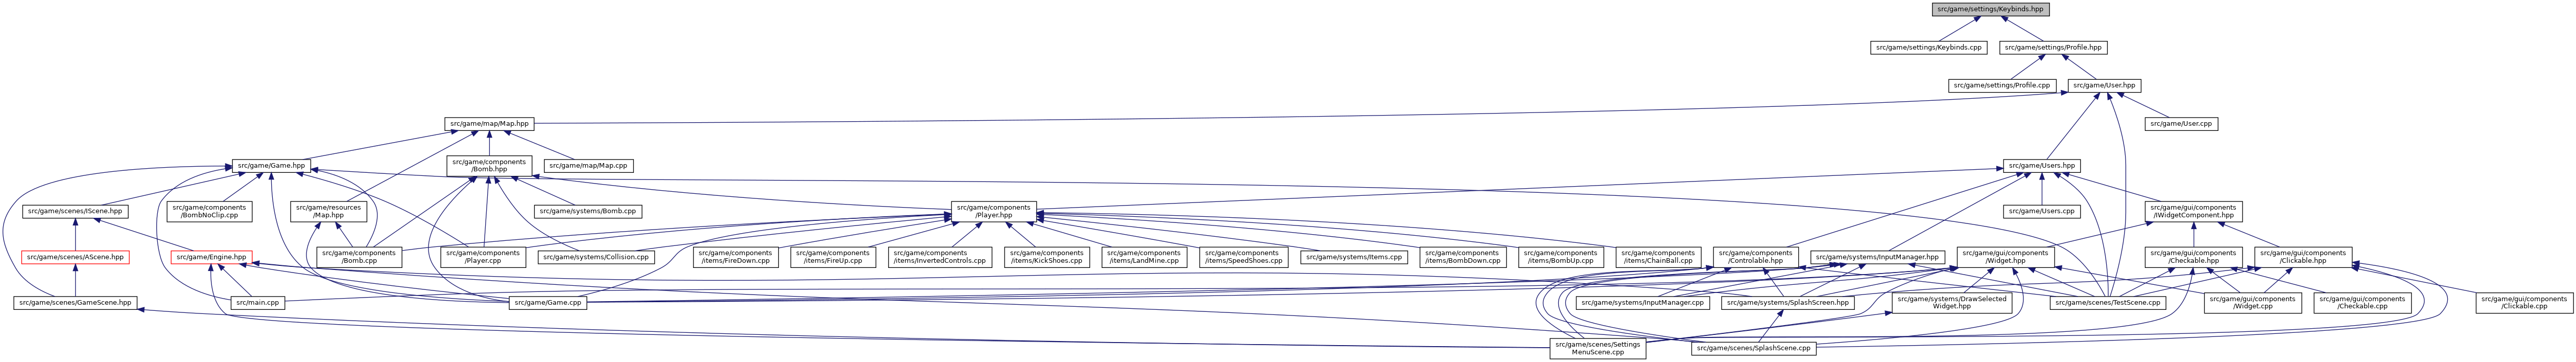 src/game/settings/Keybinds.hpp
src/game/settings/Keybinds.cpp
src/game/settings/Profile.hpp
src/game/settings/Profile.cpp
src/game/User.hpp
src/game/map/Map.hpp
src/game/User.cpp
src/game/Game.hpp
src/game/components
/Bomb.hpp
src/game/map/Map.cpp
src/game/Users.hpp
src/game/scenes/IScene.hpp
src/game/components
/BombNoClip.cpp
src/game/resources
/Map.hpp
src/game/systems/Bomb.cpp
src/game/components
/Player.hpp
src/game/Users.cpp
src/game/gui/components
/IWidgetComponent.hpp
src/game/scenes/AScene.hpp
src/game/Engine.hpp
src/game/components
/Bomb.cpp
src/game/components
/Player.cpp
src/game/systems/Collision.cpp
src/game/components
/items/FireDown.cpp
src/game/components
/items/FireUp.cpp
src/game/components
/items/InvertedControls.cpp
src/game/components
/items/KickShoes.cpp
src/game/components
/items/LandMine.cpp
src/game/components
/items/SpeedShoes.cpp
src/game/systems/Items.cpp
src/game/components
/items/BombDown.cpp
src/game/components
/items/BombUp.cpp
src/game/components
/items/ChainBall.cpp
src/game/components
/Controlable.hpp
src/game/systems/InputManager.hpp
src/game/gui/components
/Widget.hpp
src/game/gui/components
/Checkable.hpp
src/game/gui/components
/Clickable.hpp
src/game/scenes/GameScene.hpp
src/main.cpp
src/game/Game.cpp
src/game/systems/InputManager.cpp
src/game/systems/SplashScreen.hpp
src/game/systems/DrawSelected
Widget.hpp
src/game/scenes/TestScene.cpp
src/game/gui/components
/Widget.cpp
src/game/gui/components
/Checkable.cpp
src/game/gui/components
/Clickable.cpp
src/game/scenes/Settings
MenuScene.cpp
src/game/scenes/SplashScene.cpp